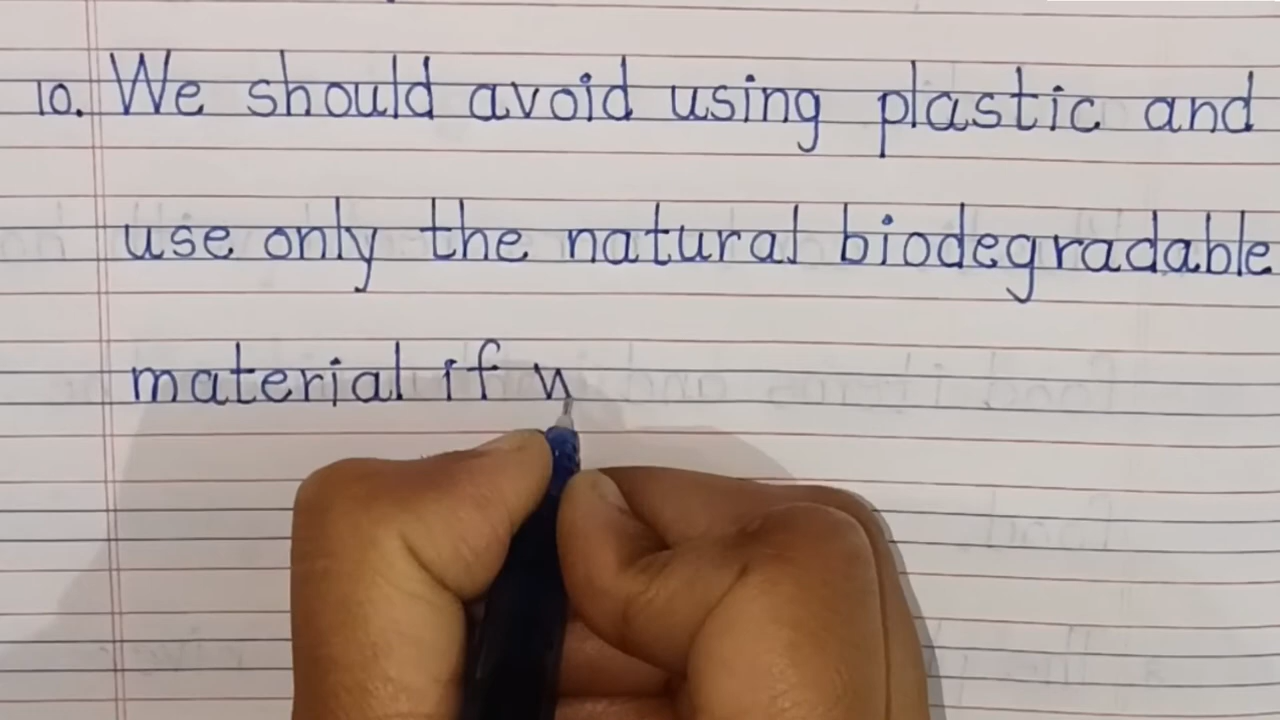 10. We should avoid using plastic and
use only the natural biodegradable
material if